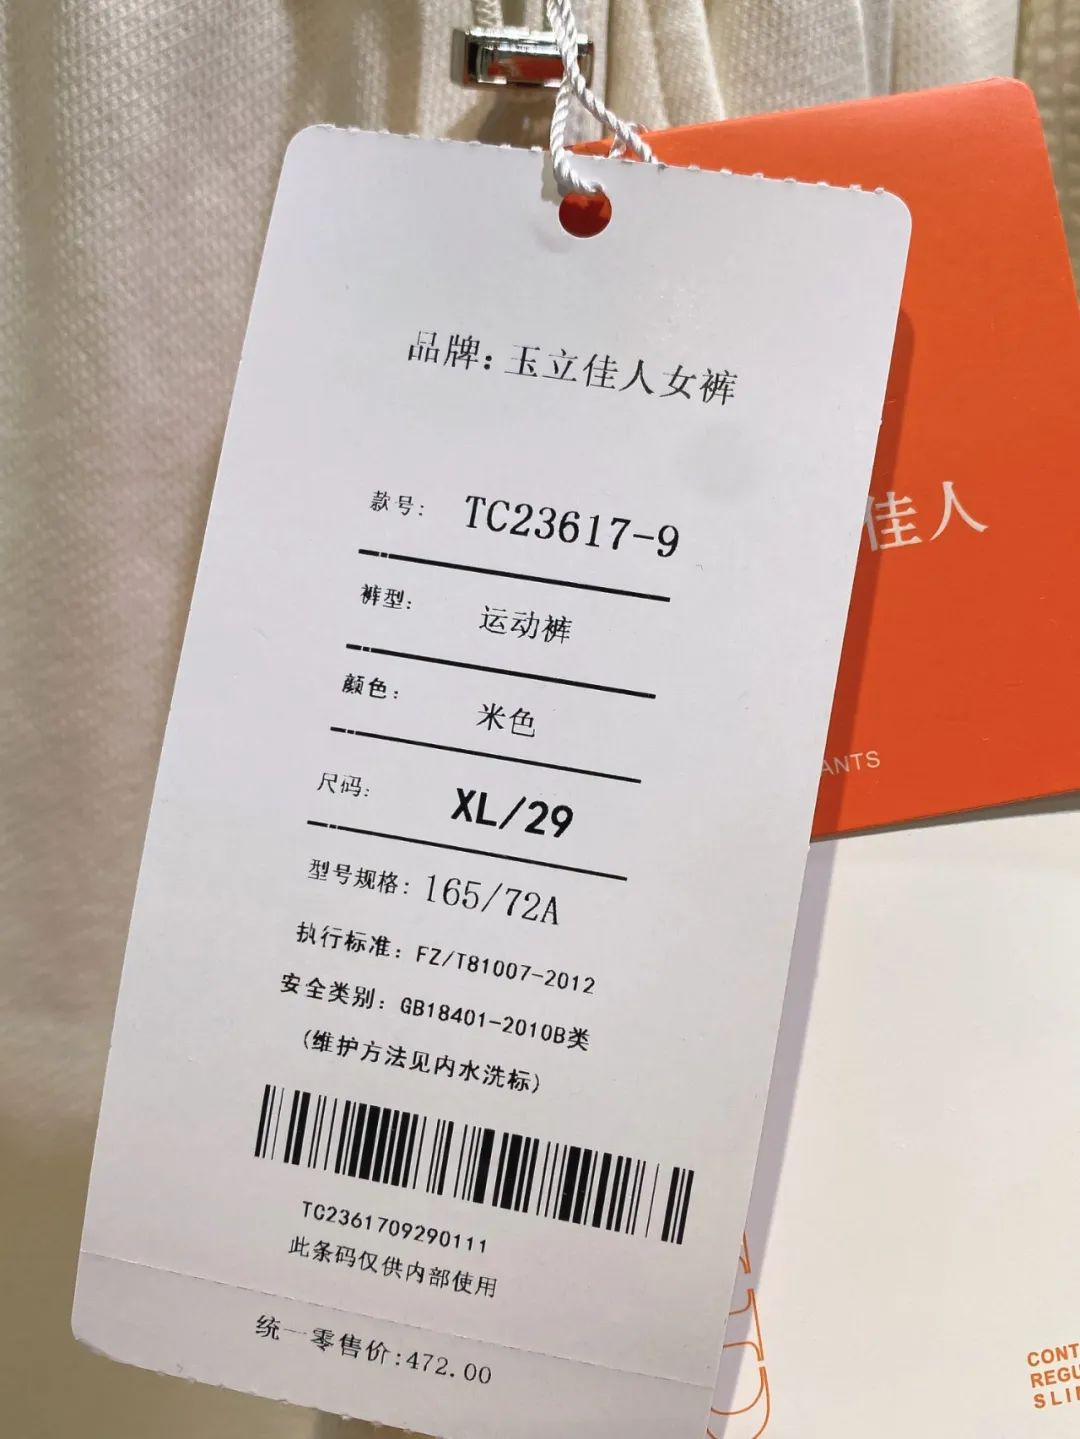 品牌：玉立佳人女裤
款号： TC23617-9
裤型： 运动裤
颜色： 米色
尺码： XL/29
型号规格：165/72A
执行标准：FZ/T81007-2012
安全类别：GB18401-2010B类
(维护方法见内水洗标)
TC2361709290111
此条码仅供内部使用
统一零售价:472.00
佳人
ANTS
CONT
REGU
SLI